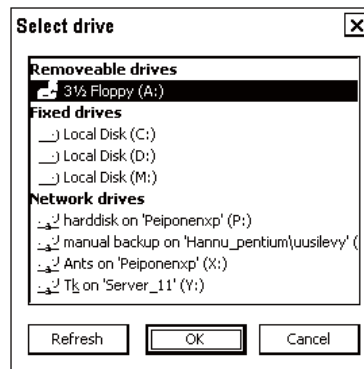 Select drive
Removeable drives
3½ Floppy (A:)
Fixed drives
Local Disk (C:)
Local Disk (D:)
Local Disk (M:)
Network drives
harddisk on 'Peiponenxp' (P:)
manual backup on 'Hannu_pentium\uusilevy' (
Ants on 'Peiponenxp' (X:)
Tk on 'Server_11' (Y:)
Refresh
OK
Cancel